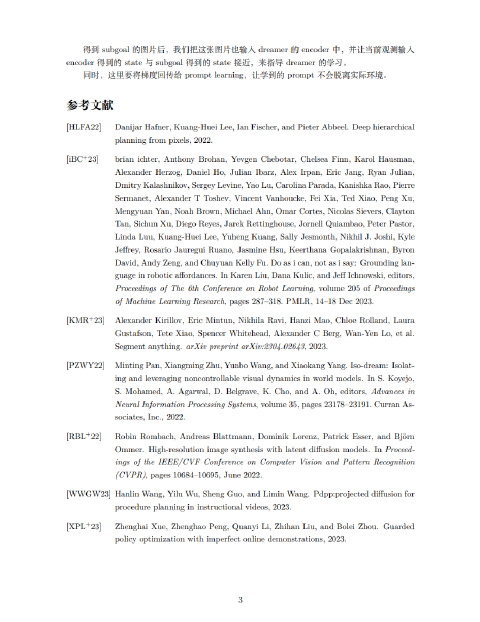 得到 subgoal 的图片后，我们把这张图片也输入 dreamer 的 encoder 中，并让当前观测输入
encoder 得到的 state 与 subgoal 得到的 state 接近，来指导 dreamer 的学习。
同时，这里要将梯度回传给 prompt learning，让学到的 prompt 不会脱离实际环境。
参考文献
[HLFA22] Danijar Hafner, Kuang-Huei Lee, Ian Fischer, and Pieter Abbeel. Deep hierarchical
planning from pixels, 2022.
[iBC+23] brian ichter, Anthony Brohan, Yevgen Chebotar, Chelsea Finn, Karol Hausman,
Alexander Herzog, Daniel Ho, Julian Ibarz, Alex Irpan, Eric Jang, Ryan Julian,
Dmitry Kalashnikov, Sergey Levine, Yao Lu, Carolina Parada, Kanishka Rao, Pierre
Sermanet, Alexander T Toshev, Vincent Vanhoucke, Fei Xia, Ted Xiao, Peng Xu,
Mengyuan Yan, Noah Brown, Michael Ahn, Omar Cortes, Nicolas Sievers, Clayton
Tan, Sichun Xu, Diego Reyes, Jarek Rettinghouse, Jornell Quiambao, Peter Pastor,
Linda Luu, Kuang-Huei Lee, Yuheng Kuang, Sally Jesmonth, Nikhil J. Joshi, Kyle
Jeffrey, Rosario Jauregui Ruano, Jasmine Hsu, Keerthana Gopalakrishnan, Byron
David, Andy Zeng, and Chuyuan Kelly Fu. Do as i can, not as i say: Grounding lan-
guage in robotic affordances. In Karen Liu, Dana Kulic, and Jeff Ichnowski, editors,
Proceedings of The 6th Conference on Robot Learning, volume 205 of Proceedings
of Machine Learning Research, pages 287–318. PMLR, 14–18 Dec 2023.
[KMR+23] Alexander Kirillov, Eric Mintun, Nikhila Ravi, Hanzi Mao, Chloe Rolland, Laura
Gustafson, Tete Xiao, Spencer Whitehead, Alexander C Berg, Wan-Yen Lo, et al.
Segment anything. arXiv preprint arXiv:2304.02643, 2023.
[PZWY22] Minting Pan, Xiangming Zhu, Yunbo Wang, and Xiaokang Yang. Iso-dream: Isolat-
ing and leveraging noncontrollable visual dynamics in world models. In S. Koyejo,
S. Mohamed, A. Agarwal, D. Belgrave, K. Cho, and A. Oh, editors, Advances in
Neural Information Processing Systems, volume 35, pages 23178–23191. Curran As-
sociates, Inc., 2022.
[RBL+22] Robin Rombach, Andreas Blattmann, Dominik Lorenz, Patrick Esser, and Björn
Ommer. High-resolution image synthesis with latent diffusion models. In Proceed-
ings of the IEEE/CVF Conference on Computer Vision and Pattern Recognition
(CVPR), pages 10684–10695, June 2022.
[WWGW23] Hanlin Wang, Yilu Wu, Sheng Guo, and Limin Wang. Pdpp:projected diffusion for
procedure planning in instructional videos, 2023.
[XPL+23] Zhenghai Xue, Zhenghao Peng, Quanyi Li, Zhihan Liu, and Bolei Zhou. Guarded
policy optimization with imperfect online demonstrations, 2023.
3